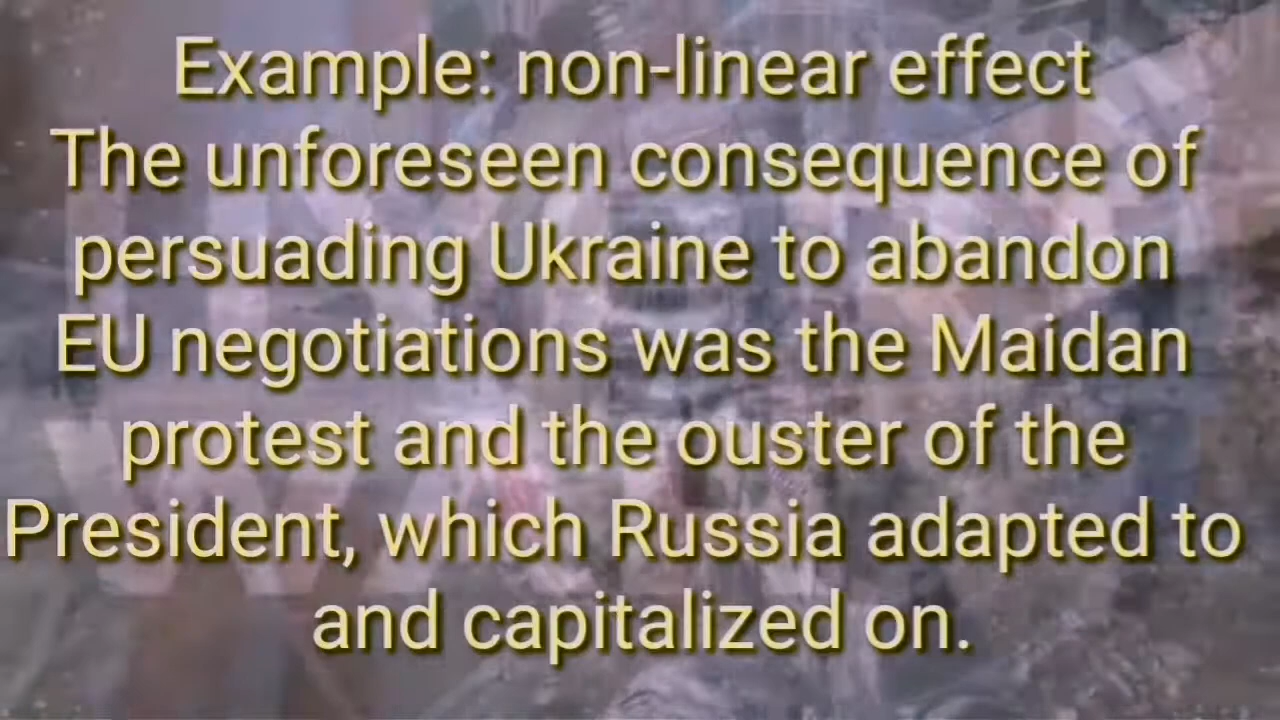 Example: non-linear effect
The unforeseen consequence of
persuading Ukraine to abandon
EU negotiations was the Maidan
protest and the ouster of the
President, which Russia adapted to
and capitalized on.